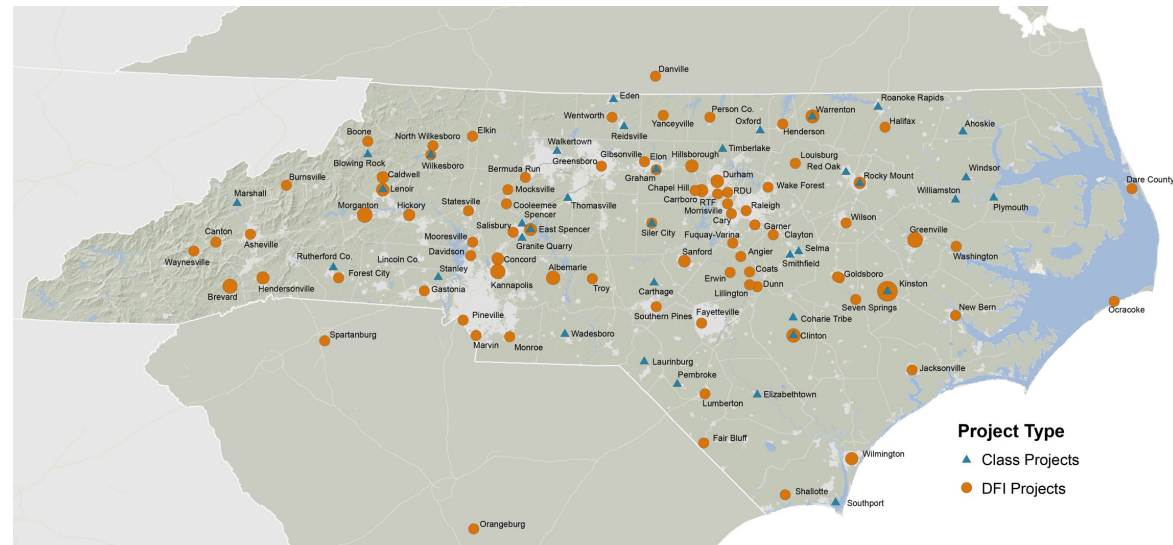 Danville
Eden
Roanoke Rapids
Wentworth
Yanceyville
Person Co.
Warrenton
Oxford
Henderson
Halifax
Ahoskie
Reidsville
Boone
North Wilkesboro
Elkin
Walkertown
Greensboro
Gibsonville
Elon
Hillsborough
Timberlake
Louisburg
Red Oak
Windsor
Blowing Rock
Wilkesboro
Graham
Durham
Rocky Mount
Williamston
Dare County
Burnsville
Caldwell
Bermuda Run
Marshall
Lenoir
Mocksville
Thomasville
Chapel Hill
RDU
Wake Forest
Plymouth
Carrboro
RTF
Morrisville
Raleigh
Morganton
Hickory
Statesville
Cooleemee
Spencer
Salisbury
East Spencer
Siler City
Cary
Garner
Wilson
Canton
Asheville
Mooresville
Granite Quarry
Fuquay-Varina
Clayton
Greenville
Waynesville
Davidson
Sanford
Angier
Selma
Smithfield
Washington
Rutherford Co.
Lincoln Co.
Concord
Stanley
Albemarle
Forest City
Kannapolis
Troy
Carthage
Erwin
Coats
Goldsboro
Kinston
Brevard
Hendersonville
Gastonia
Lillington
Dunn
Seven Springs
Ocracoke
Southern Pines
Fayetteville
Coharie Tribe
New Bern
Pineville
Spartanburg
Marvin
Monroe
Wadesboro
Clinton
Laurinburg
Pembroke
Jacksonville
Lumberton
Elizabethtown
Fair Bluff
Wilmington
Shallotte
Southport
Orangeburg
Project Type
Class Projects
DFI Projects